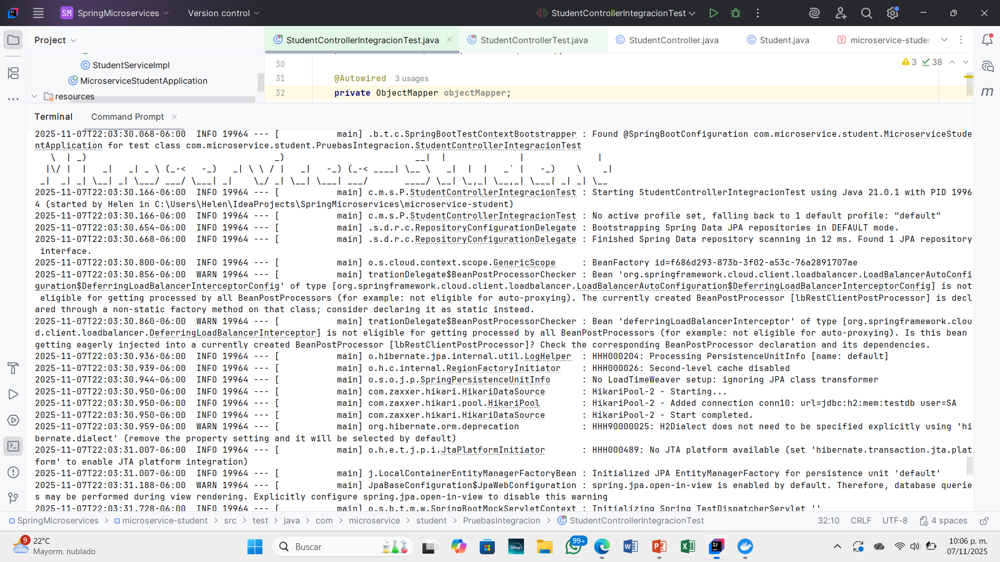 SM SpringMicroservices Version control StudentControllerIntegracionTest
Project StudentControllerIntegracionTest.java StudentControllerTest.java StudentController.java Student.java microservice-studer
StudentServiceImpl
MicroserviceStudentApplication
resources
30
31 @Autowired 3 usages
32 private ObjectMapper objectMapper;
3 38
Terminal Command Prompt
2025-11-07T22:03:30.068-06:00  INFO 19964 --- [           main] .b.t.c.SpringBootTestContextBootstrapper : Found @SpringBootConfiguration com.microservice.student.MicroserviceStude
ntApplication for test class com.microservice.student.PruebasIntegracion.StudentControllerIntegracionTest
2025-11-07T22:03:30.166-06:00  INFO 19964 --- [           main] c.m.s.P.StudentControllerIntegracionTest : Starting StudentControllerIntegracionTest using Java 21.0.1 with PID 1996
4 (started by Helen in C:\Users\Helen\IdeaProjects\SpringMicroservices\microservice-student)
2025-11-07T22:03:30.166-06:00  INFO 19964 --- [           main] c.m.s.P.StudentControllerIntegracionTest : No active profile set, falling back to 1 default profile: "default"
2025-11-07T22:03:30.654-06:00  INFO 19964 --- [           main] .s.d.r.c.RepositoryConfigurationDelegate : Bootstrapping Spring Data JPA repositories in DEFAULT mode.
2025-11-07T22:03:30.668-06:00  INFO 19964 --- [           main] .s.d.r.c.RepositoryConfigurationDelegate : Finished Spring Data repository scanning in 12 ms. Found 1 JPA repository
 interface.
2025-11-07T22:03:30.800-06:00  INFO 19964 --- [           main] o.s.cloud.context.scope.GenericScope     : BeanFactory id=f686d293-873b-3f02-a53c-76a2891707ae
2025-11-07T22:03:30.856-06:00  WARN 19964 --- [           main] trationDelegate$BeanPostProcessorChecker : Bean 'org.springframework.cloud.client.loadbalancer.LoadBalancerAutoConfi
guration$DeferringLoadBalancerInterceptorConfig' of type [org.springframework.cloud.client.loadbalancer.LoadBalancerAutoConfiguration$DeferringLoadBalancerInterceptorConfig] is not
 eligible for getting processed by all BeanPostProcessors (for example: not eligible for auto-proxying). The currently created BeanPostProcessor [lbRestClientPostProcessor] is decl
ared through a non-static factory method on that class; consider declaring it as static instead.
2025-11-07T22:03:30.860-06:00  WARN 19964 --- [           main] trationDelegate$BeanPostProcessorChecker : Bean 'deferringLoadBalancerInterceptor' of type [org.springframework.clou
d.client.loadbalancer.DeferringLoadBalancerInterceptor] is not eligible for getting processed by all BeanPostProcessors (for example: not eligible for auto-proxying). Is this bean
getting eagerly injected into a currently created BeanPostProcessor [lbRestClientPostProcessor]? Check the corresponding BeanPostProcessor declaration and its dependencies.
2025-11-07T22:03:30.936-06:00  INFO 19964 --- [           main] o.hibernate.jpa.internal.util.LogHelper  : HHH000204: Processing PersistenceUnitInfo [name: default]
2025-11-07T22:03:30.939-06:00  INFO 19964 --- [           main] o.h.c.internal.RegionFactoryInitiator    : HHH000026: Second-level cache disabled
2025-11-07T22:03:30.944-06:00  INFO 19964 --- [           main] o.s.o.j.p.SpringPersistenceUnitInfo      : No LoadTimeWeaver setup: ignoring JPA class transformer
2025-11-07T22:03:30.950-06:00  INFO 19964 --- [           main] com.zaxxer.hikari.HikariDataSource       : HikariPool-2 - Starting...
2025-11-07T22:03:30.950-06:00  INFO 19964 --- [           main] com.zaxxer.hikari.pool.HikariPool        : HikariPool-2 - Added connection conn10: url=jdbc:h2:mem:testdb user=SA
2025-11-07T22:03:30.950-06:00  INFO 19964 --- [           main] com.zaxxer.hikari.HikariDataSource       : HikariPool-2 - Start completed.
2025-11-07T22:03:30.959-06:00  WARN 19964 --- [           main] org.hibernate.orm.deprecation            : HHH90000025: H2Dialect does not need to be specified explicitly using 'hi
bernate.dialect' (remove the property setting and it will be selected by default)
2025-11-07T22:03:31.007-06:00  INFO 19964 --- [           main] o.h.e.t.j.p.i.JtaPlatformInitiator       : HHH000489: No JTA platform available (set 'hibernate.transaction.jta.plat
form' to enable JTA platform integration)
2025-11-07T22:03:31.007-06:00  INFO 19964 --- [           main] j.LocalContainerEntityManagerFactoryBean : Initialized JPA EntityManagerFactory for persistence unit 'default'
2025-11-07T22:03:31.188-06:00  WARN 19964 --- [           main] JpaBaseConfiguration$JpaWebConfiguration : spring.jpa.open-in-view is enabled by default. Therefore, database querie
s may be performed during view rendering. Explicitly configure spring.jpa.open-in-view to disable this warning
2025-11-07T22:03:31.728-06:00  INFO 19964 --- [           main] o.s.b.t.m.w.SpringBootMockServletContext : Initializing Spring TestDispatcherServlet ''
SpringMicroservices > microservice-student > src > test > java > com > microservice > student > PruebasIntegracion > StudentControllerIntegracionTest 32:10 CRLF UTF-8 4 spaces
9 22°C
Mayorm. nublado
Buscar
99+
10:06 p. m.
07/11/2025